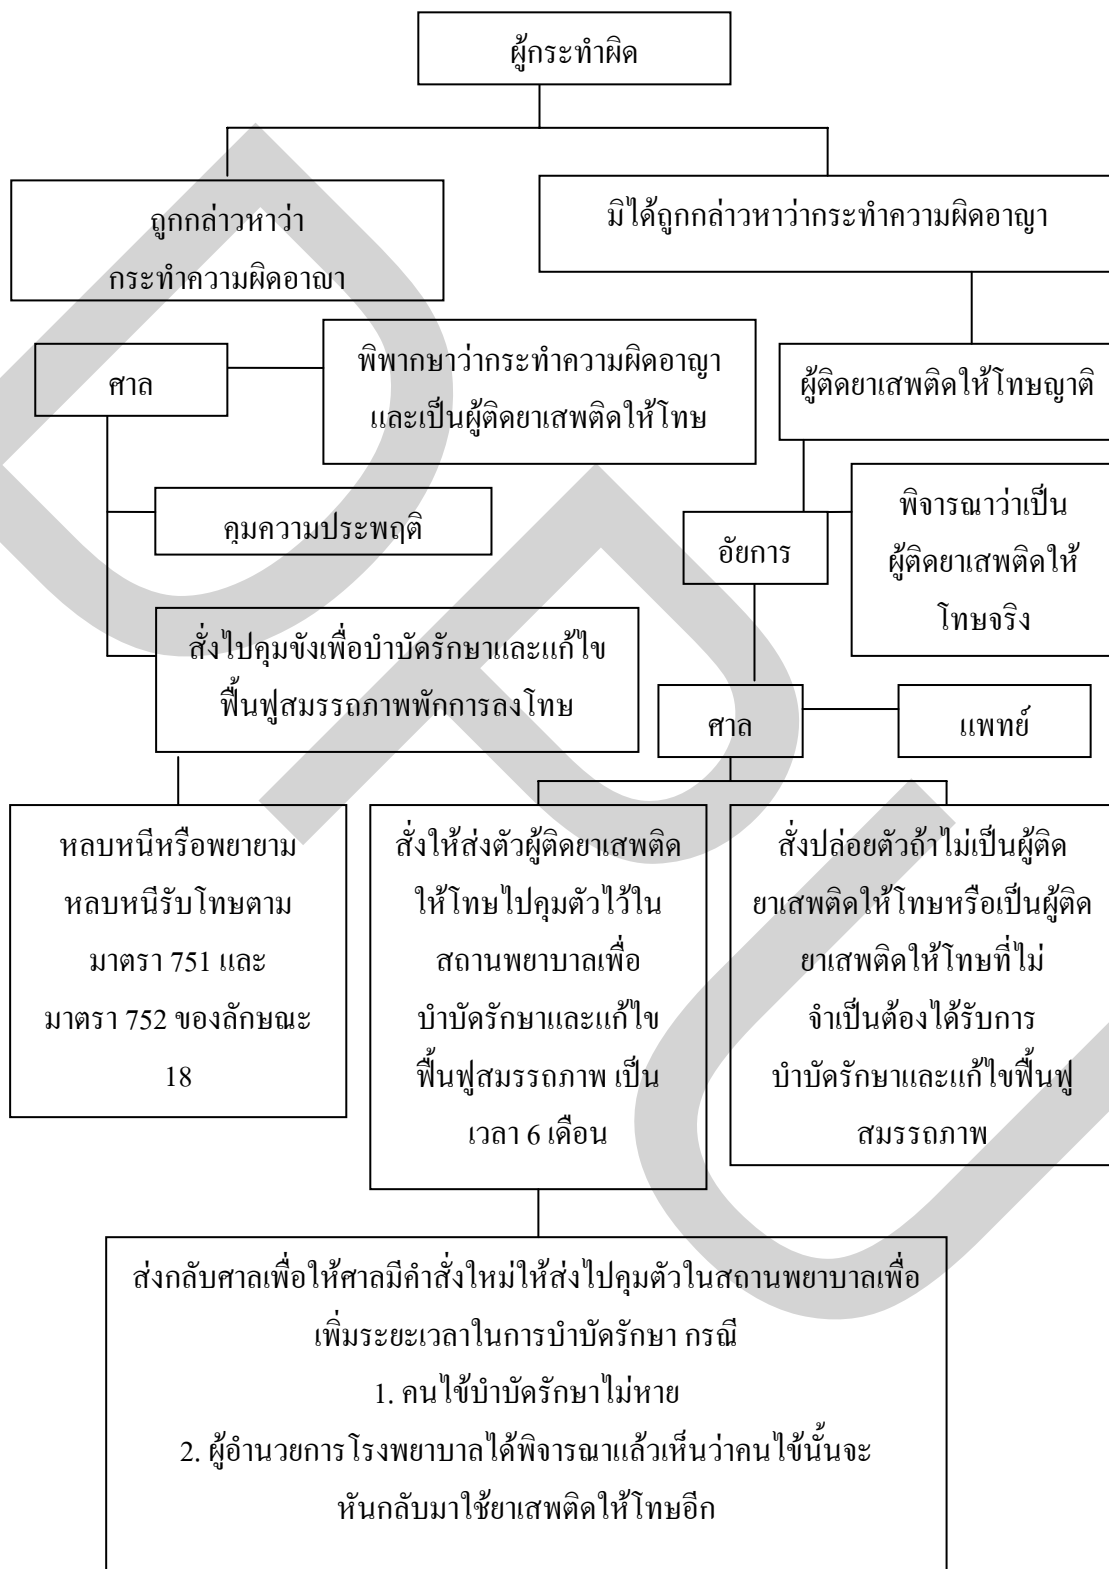 ผู้กระทำผิด
ถูกกล่าวหาว่า
กระทำความผิดอาญา
มิได้ถูกกล่าวหาว่ากระทำความผิดอาญา
ศาล
พิพากษาว่ากระทำความผิดอาญา
และเป็นผู้ติดยาเสพติดให้โทษ
ผู้ติดยาเสพติดให้โทษญาติ
คุมความประพฤติ
อัยการ
พิจารณาว่าเป็น
ผู้ติดยาเสพติดให้
โทษจริง
สั่งไปคุมขังเพื่อบำบัดรักษาและแก้ไข
ฟื้นฟูสมรรถภาพพักการลงโทษ
ศาล
แพทย์
หลบหนีหรือพยายาม
หลบหนีรับโทษตาม
มาตรา 751 และ
มาตรา 752 ของลักษณะ
18
สั่งให้ส่งตัวผู้ติดยาเสพติด
ให้โทษไปคุมตัวไว้ใน
สถานพยาบาลเพื่อ
บำบัดรักษาและแก้ไข
ฟื้นฟูสมรรถภาพ เป็น
เวลา 6 เดือน
สั่งปล่อยตัวถ้าไม่เป็นผู้ติด
ยาเสพติดให้โทษหรือเป็นผู้ติด
ยาเสพติดให้โทษที่ไม่
จำเป็นต้องได้รับการ
บำบัดรักษาและแก้ไขฟื้นฟู
สมรรถภาพ
ส่งกลับศาลเพื่อให้ศาลมีคำสั่งใหม่ให้ส่งไปคุมตัวในสถานพยาบาลเพื่อ
เพิ่มระยะเวลาในการบำบัดรักษา กรณี
1. คนไข้บำบัดรักษาไม่หาย
2. ผู้อำนวยการโรงพยาบาลได้พิจารณาแล้วเห็นว่าคนไข้นั้นจะ
หันกลับมาใช้ยาเสพติดให้โทษอีก
DPU